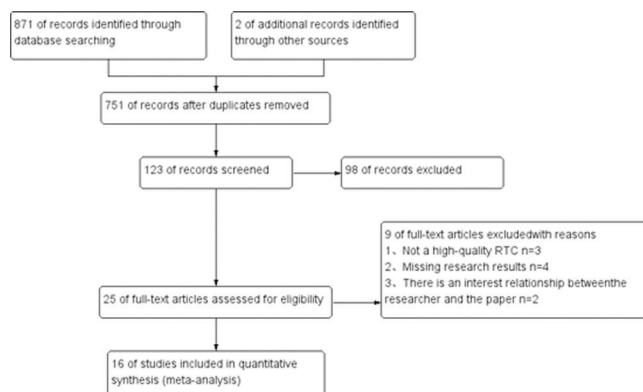 871 of records identified through
database searching
2 of additional records identified
through other sources
751 of records after duplicates removed
123 of records screened
98 of records excluded
9 of full-text articles excludedwith reasons
1、Not a high-quality RTC n=3
2、Missing research results n=4
3、There is an interest relationship betweenthe
researcher and the paper n=2
25 of full-text articles assessed for eligibility
16 of studies included in quantitative
synthesis (meta-analysis)